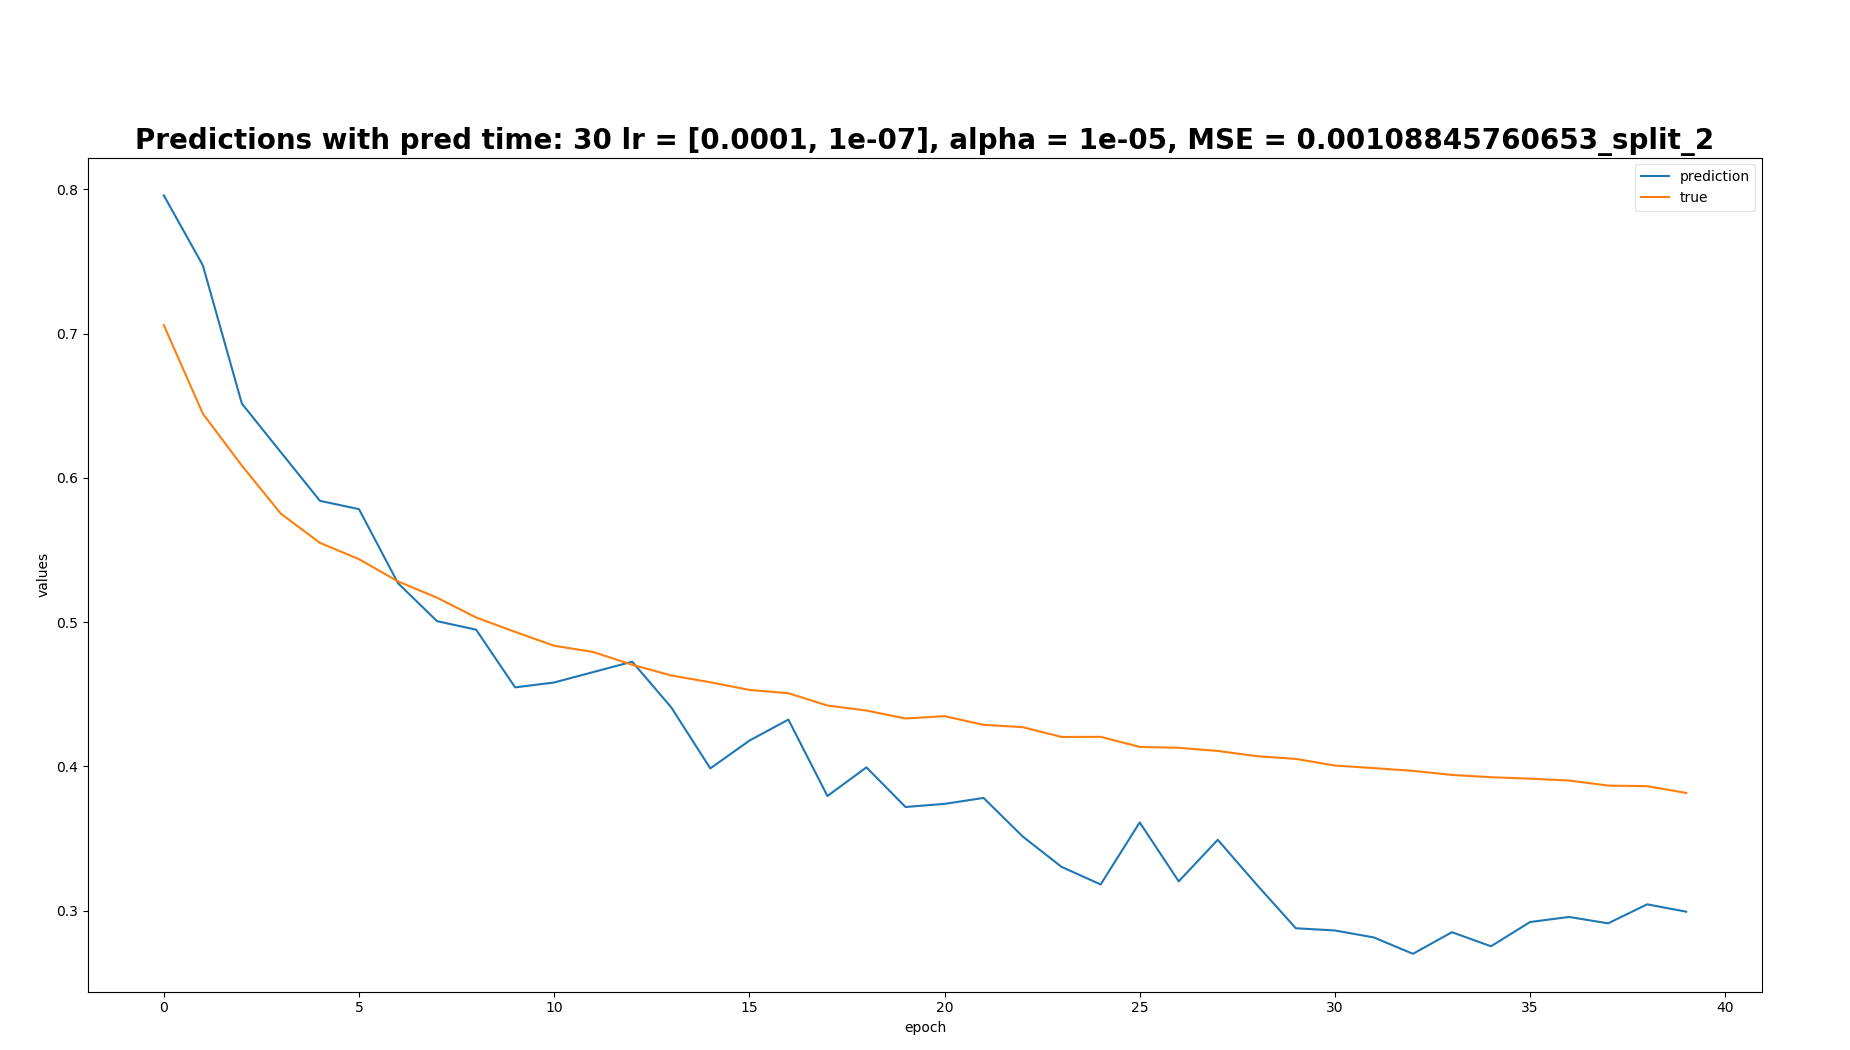 Predictions with pred time: 30 lr = [0.0001, 1e-07], alpha = 1e-05, MSE = 0.00108845760653_split_2
prediction
true
0.8
0.7
0.6
0.5
0.4
0.3
values
0 5 10 15 20 25 30 35 40
epoch